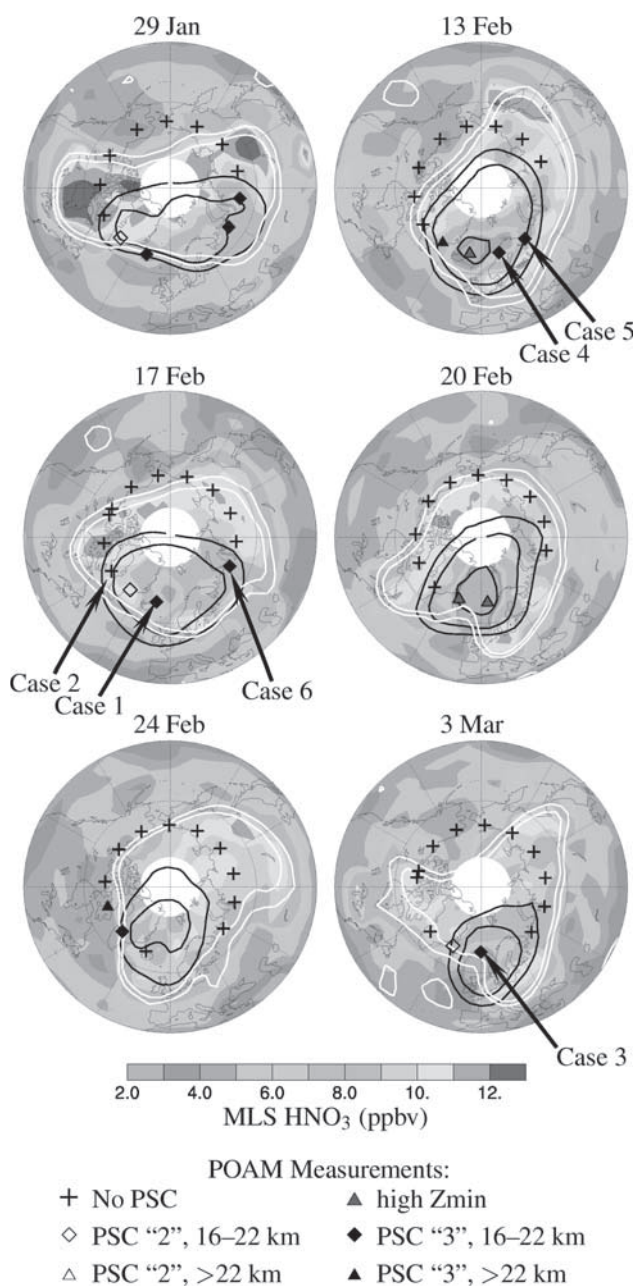 29 Jan
13 Feb
Case 5
Case 4
17 Feb
20 Feb
Case 2
Case 1
Case 6
24 Feb
3 Mar
Case 3
2.0 4.0 6.0 8.0 10. 12.
MLS HNO₃ (ppbv)
POAM Measurements:
+ No PSC
▲ high Zmin
◇ PSC “2”, 16–22 km
◆ PSC “3”, 16–22 km
△ PSC “2”, >22 km
▲ PSC “3”, >22 km